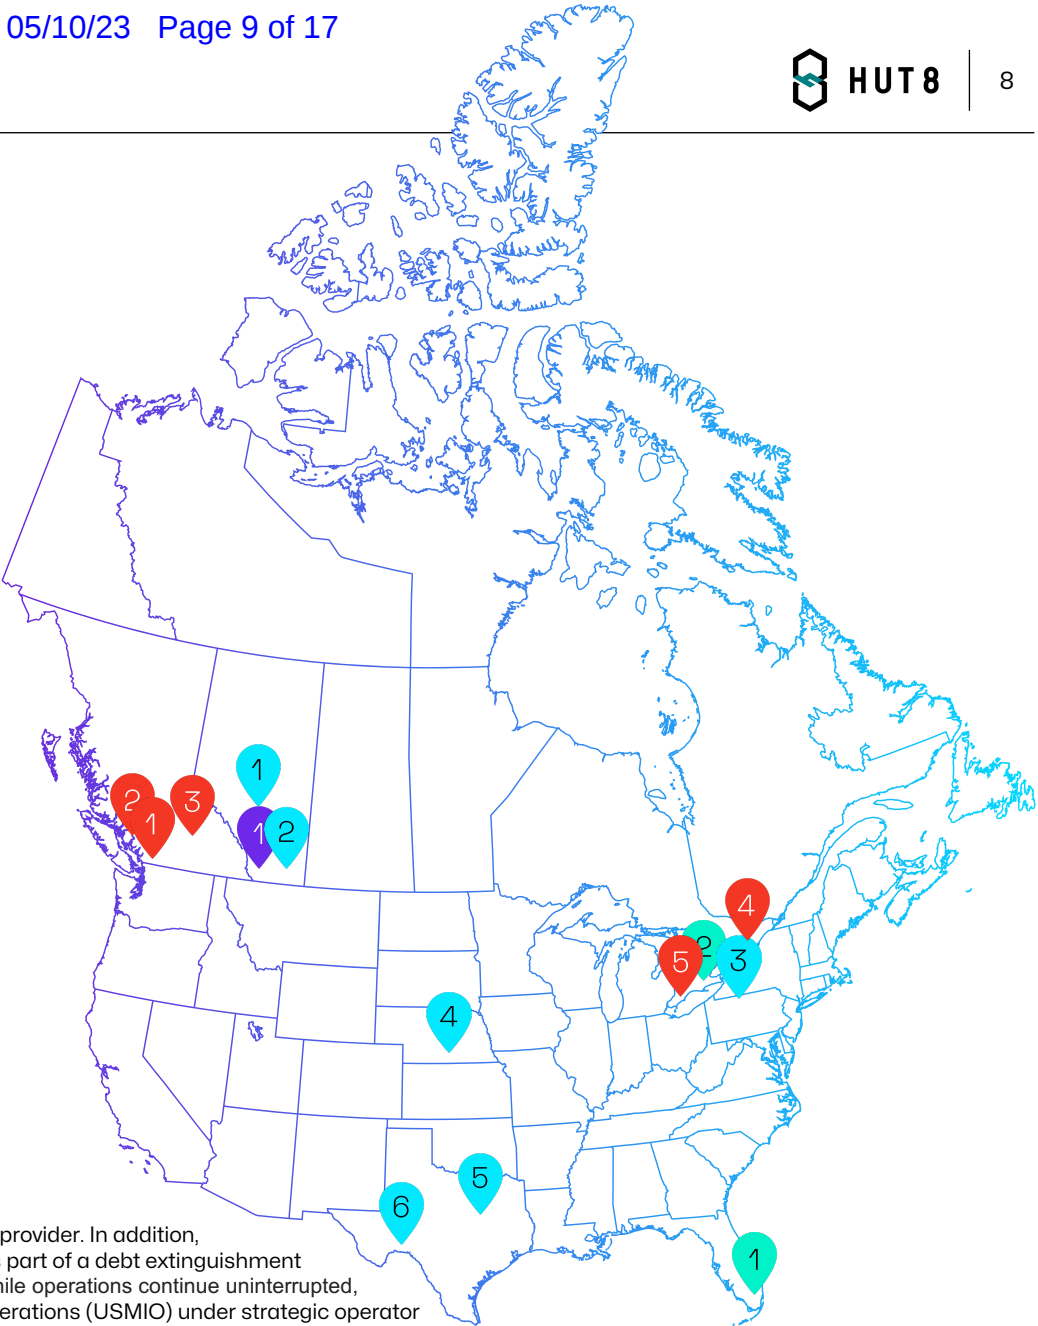 05/10/23 Page 9 of 17
HUT 8
8
1
2
3
1
1
2
4
2
5
3
4
5
6
1
provider. In addition,
part of a debt extinguishment
operations continue uninterrupted,
(USMIO) under strategic operator